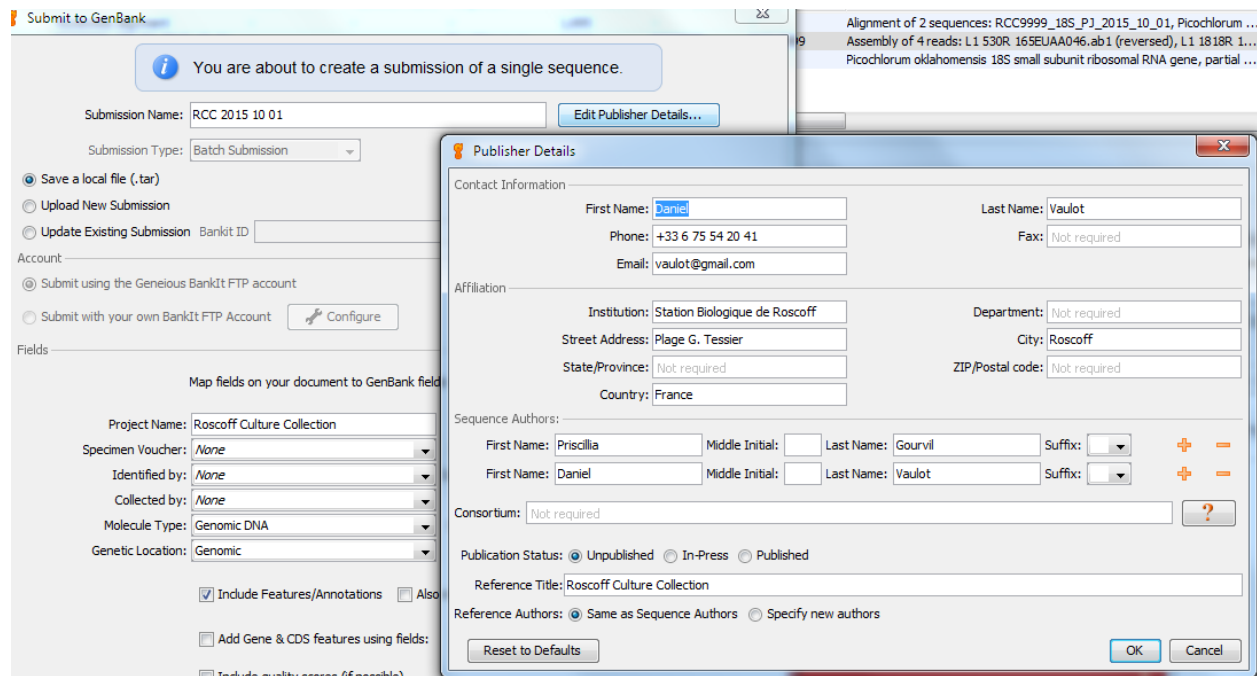 Submit to GenBank
Alignment of 2 sequences: RCC9999_18S_PJ_2015_10_01, Picochlorum ...
Assembly of 4 reads: L1 530R 165EUAA046.ab1 (reversed), L1 1818R 1...
Picochlorum oklahomensis 18S small subunit ribosomal RNA gene, partial ...
You are about to create a submission of a single sequence.
Submission Name: RCC 2015 10 01 Edit Publisher Details...
Submission Type: Batch Submission
Save a local file (.tar)
Upload New Submission
Update Existing Submission Bankit ID
Account
Submit using the Geneious BankIt FTP account
Submit with your own BankIt FTP Account Configure
Fields
Map fields on your document to GenBank field
Project Name: Roscoff Culture Collection
Specimen Voucher: None
Identified by: None
Collected by: None
Molecule Type: Genomic DNA
Genetic Location: Genomic
Include Features/Annotations Also
Add Gene & CDS features using fields:
Include quality scores (if possible)
Publisher Details
Contact Information
First Name: Daniel Last Name: Vaulot
Phone: +33 6 75 54 20 41 Fax: Not required
Email: vaulot@gmail.com
Affiliation
Institution: Station Biologique de Roscoff Department: Not required
Street Address: Plage G. Tessier City: Roscoff
State/Province: Not required ZIP/Postal code: Not required
Country: France
Sequence Authors:
First Name: Priscillia Middle Initial: Last Name: Gourvil Suffix:
First Name: Daniel Middle Initial: Last Name: Vaulot Suffix:
Consortium: Not required ?
Publication Status: Unpublished In-Press Published
Reference Title: Roscoff Culture Collection
Reference Authors: Same as Sequence Authors Specify new authors
Reset to Defaults OK Cancel